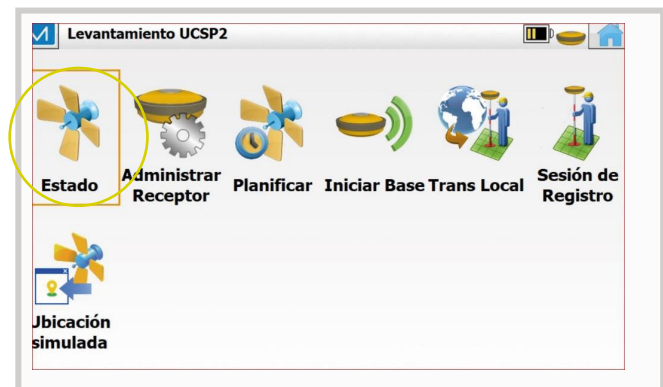 Levantamiento UCSP2
Estado
Administrar
Receptor
Planificar
Iniciar Base
Trans Local
Sesión de
Registro
Ubicación
simulada